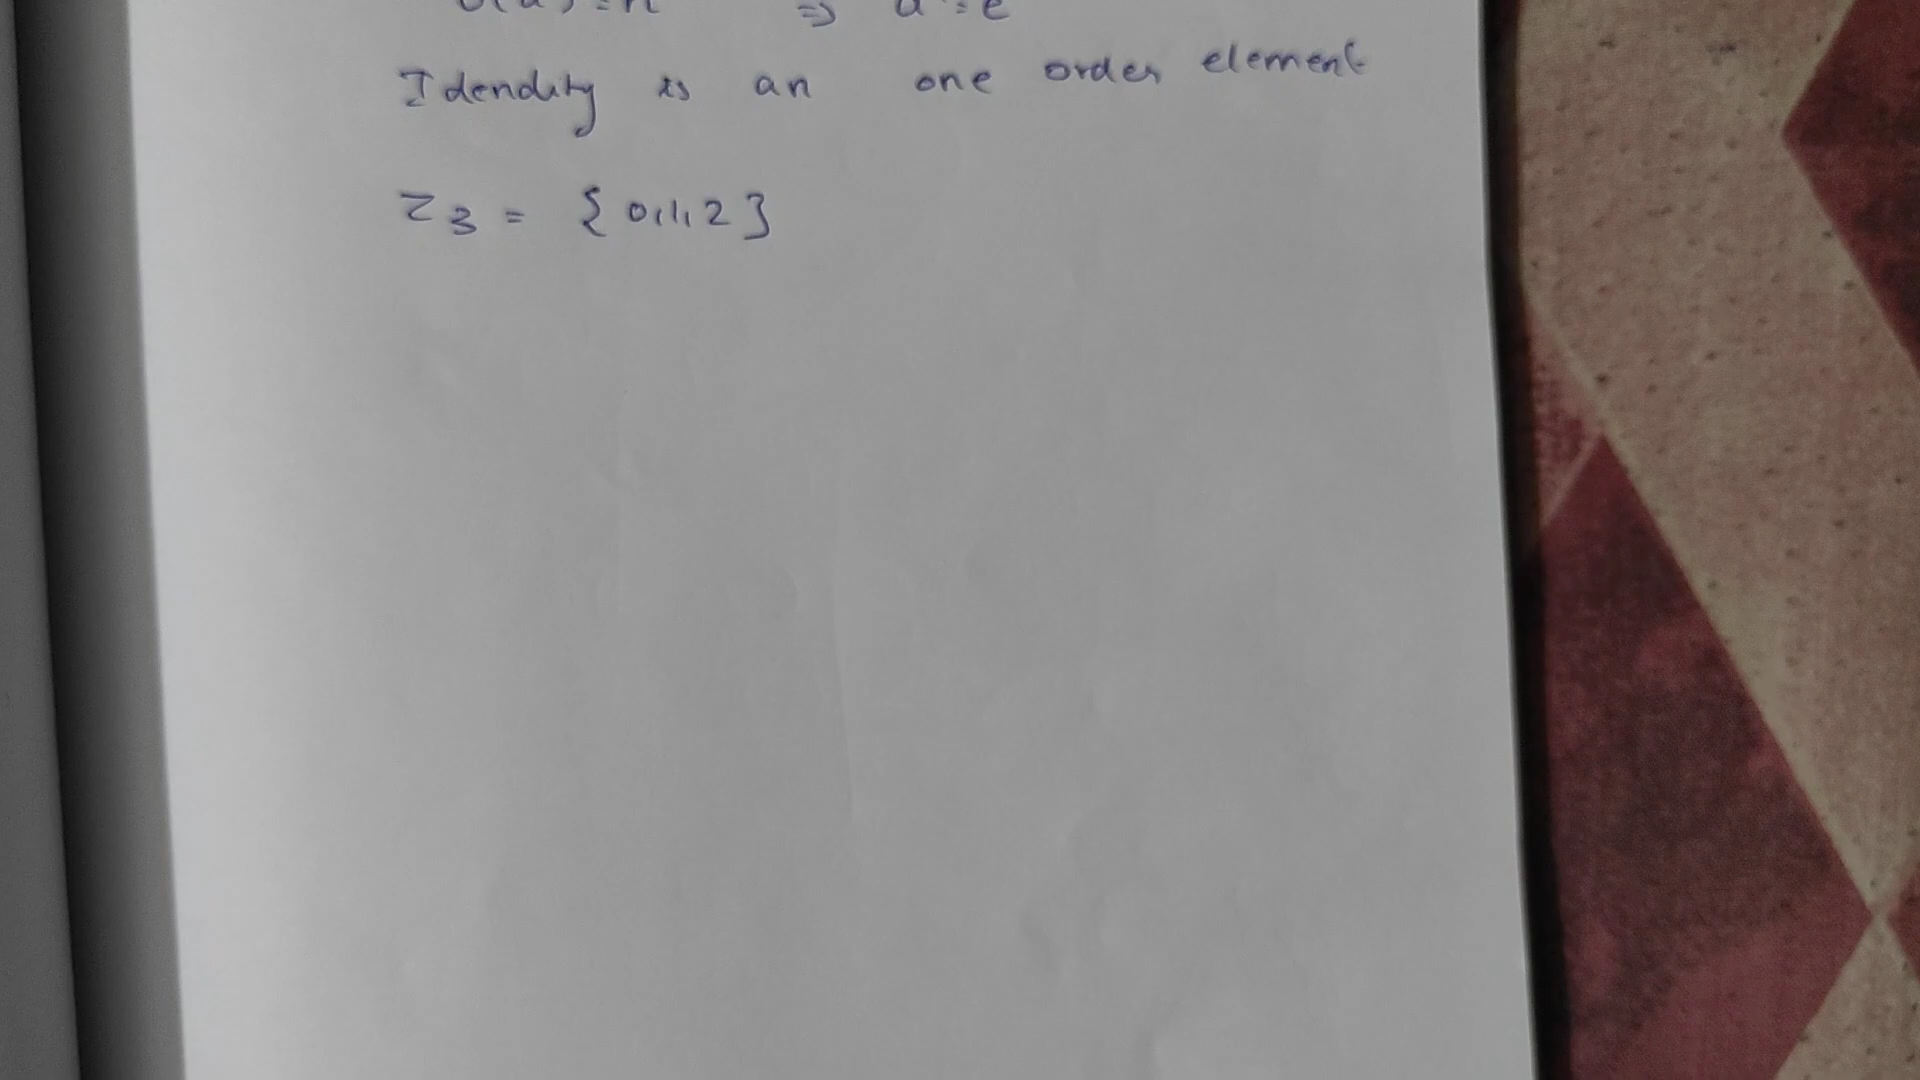 O(a) = n ⇒ a = e
Idendity is an one order element
Z3 = {0,1,2}